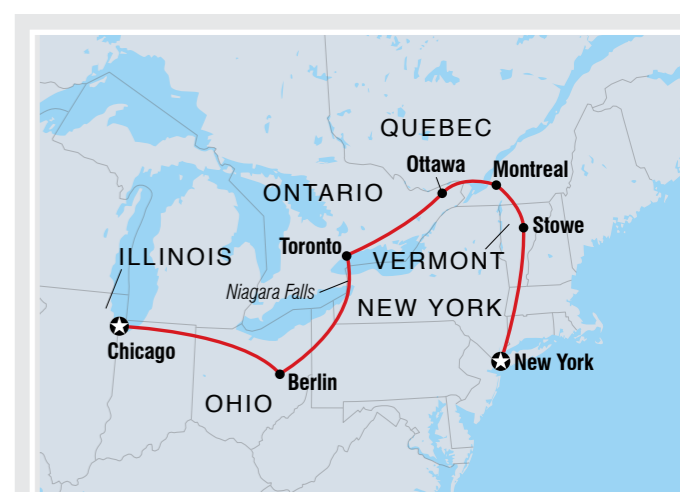 QUEBEC
Ottawa
Montreal
ONTARIO
Stowe
Toronto
ILLINOIS
VERMONT
Niagara Falls
NEW YORK
Chicago
New York
Berlin
OHIO